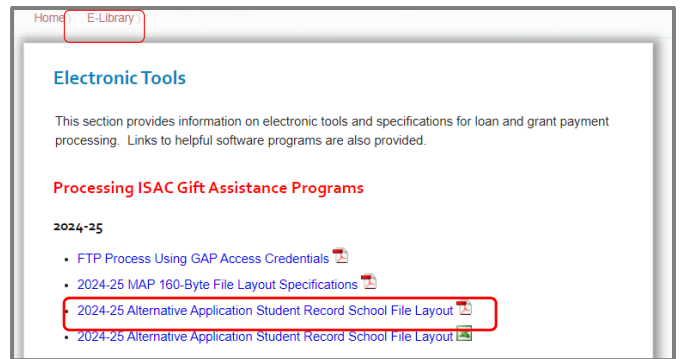 Home E-Library
Electronic Tools
This section provides information on electronic tools and specifications for loan and grant payment
processing. Links to helpful software programs are also provided.
Processing ISAC Gift Assistance Programs
2024-25
• FTP Process Using GAP Access Credentials
• 2024-25 MAP 160-Byte File Layout Specifications
• 2024-25 Alternative Application Student Record School File Layout
• 2024-25 Alternative Application Student Record School File Layout